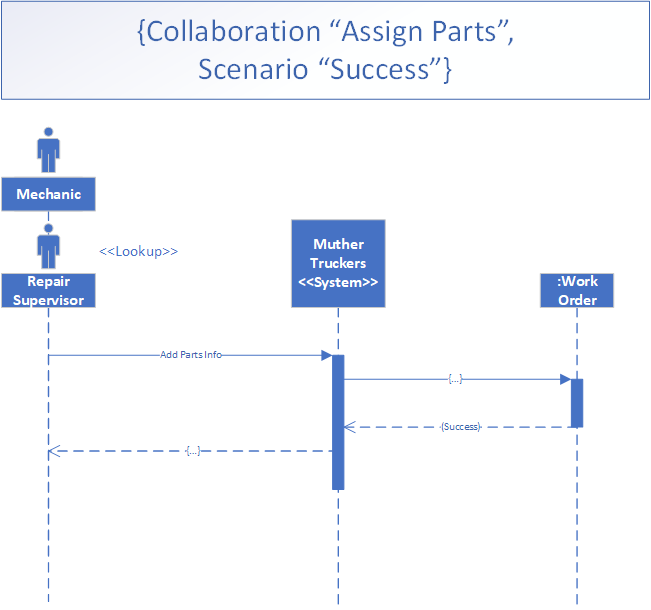 {Collaboration “Assign Parts”,
Scenario “Success”}
Mechanic
<<Lookup>>
Repair
Supervisor
Muther
Truckers
<<System>>
:Work
Order
Add Parts Info
{...}
{Success}
{...}